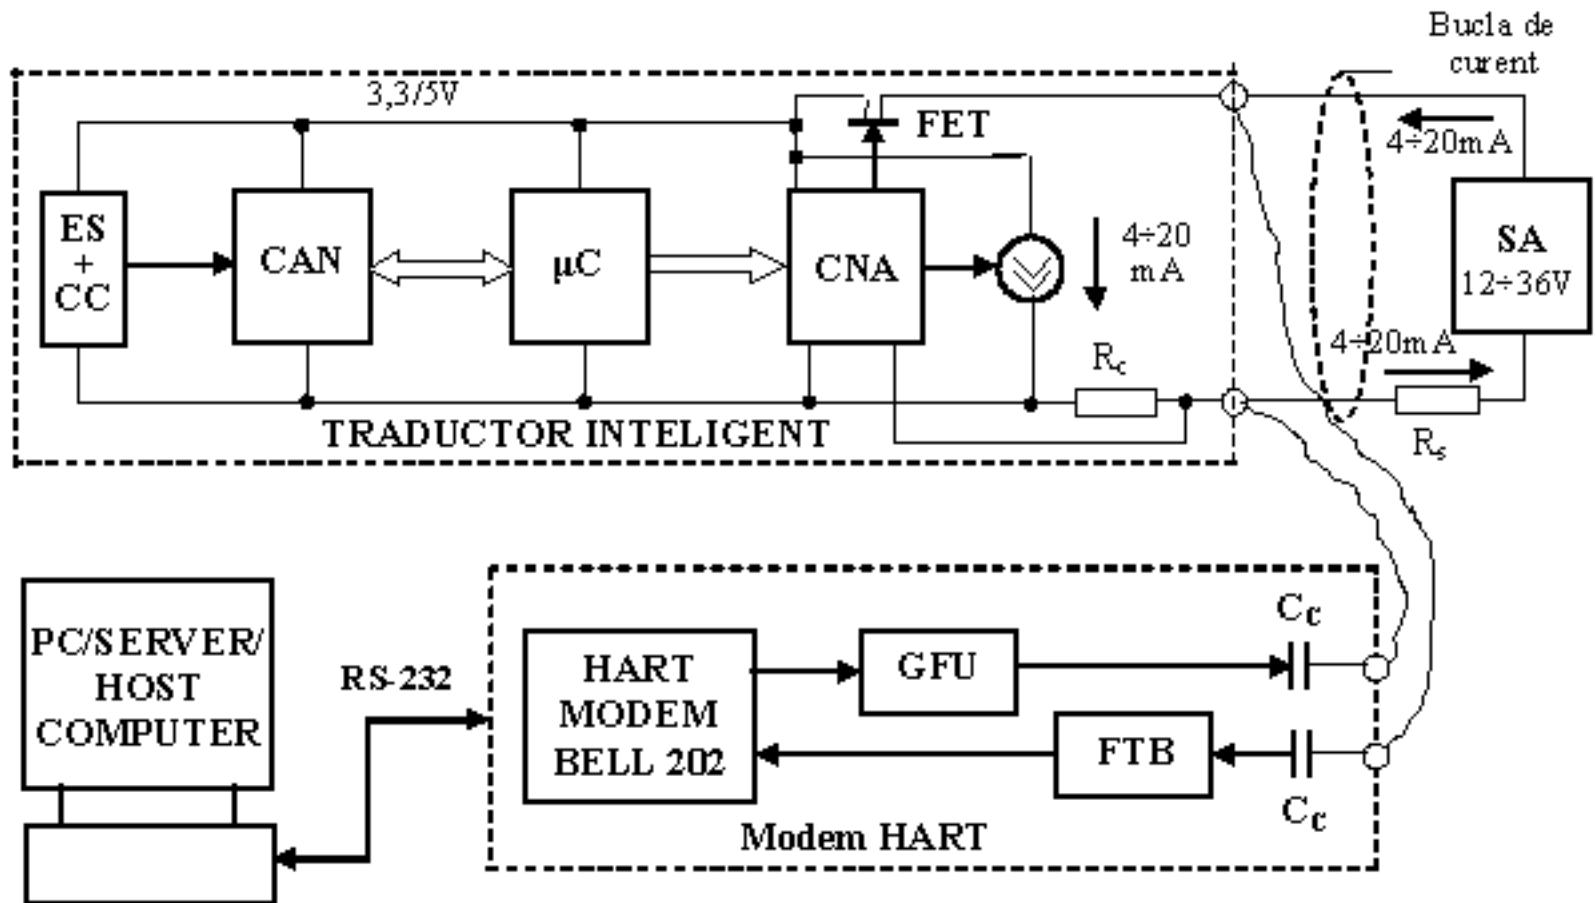 Bucla de
curent
3,3/5V
FET
4÷20mA
ES
+
CC
CAN
µC
CNA
4÷20
mA
SA
12÷36V
4÷20mA
Rc
Rs
TRADUCTOR INTELIGENT
PC/SERVER/
HOST
COMPUTER
RS-232
HART
MODEM
BELL 202
GFU
Cc
FTB
Cc
Modem HART